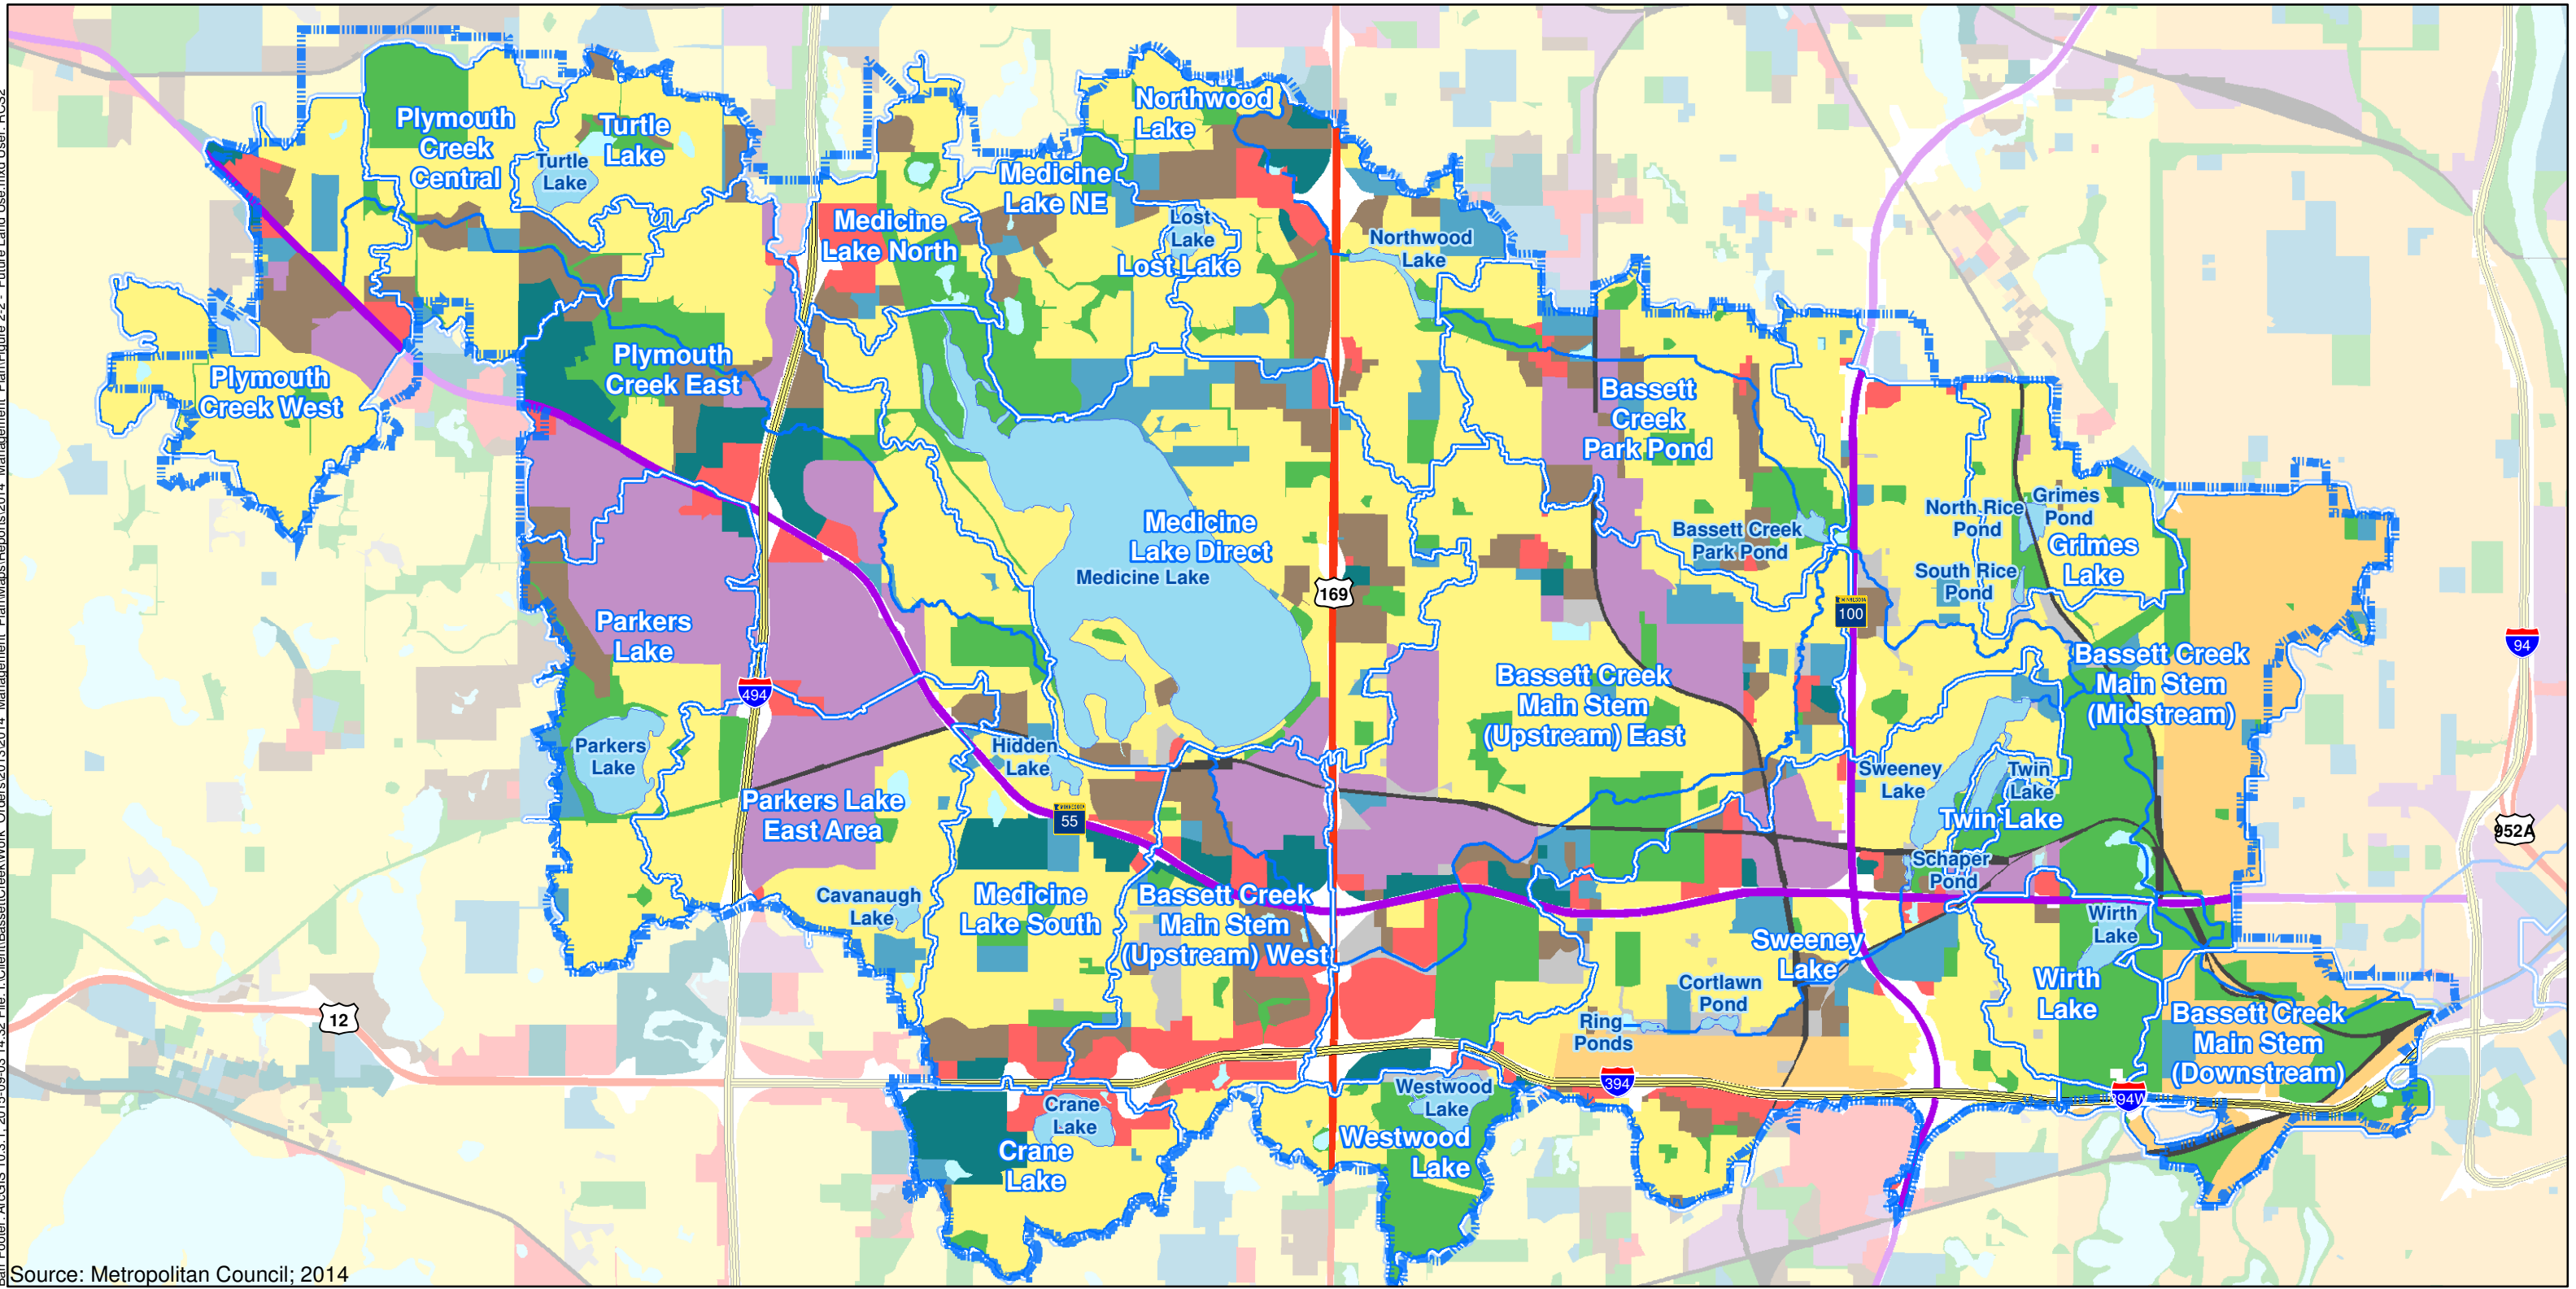 Northwood
Lake
Plymouth
Creek
Central
Turtle
Lake
Turtle
Lake
Medicine
Lake NE
Medicine
Lake North
Lost
Lake
Lost Lake
Northwood
Lake
Plymouth
Creek East
Plymouth
Creek West
Bassett
Creek
Park Pond
Bassett Creek
Park Pond
North Rice
Pond
Grimes
Pond
Grimes
Lake
South Rice
Pond
Medicine
Lake Direct
Medicine Lake
169
100
94
Parkers
Lake
494
Bassett Creek
Main Stem
(Upstream) East
Bassett Creek
Main Stem
(Midstream)
Parkers
Lake
Hidden
Lake
Sweeney
Lake
Twin
Lake
Twin Lake
Parkers Lake
East Area
55
952A
Schaper
Pond
Cavanaugh
Lake
Medicine
Lake South
Bassett Creek
Main Stem
(Upstream) West
Wirth
Lake
Sweeney
Lake
Cortlawn
Pond
Wirth
Lake
12
Ring
Ponds
Bassett Creek
Main Stem
(Downstream)
394
394W
Westwood
Lake
Crane
Lake
Crane
Lake
Westwood
Lake
Source: Metropolitan Council; 2014